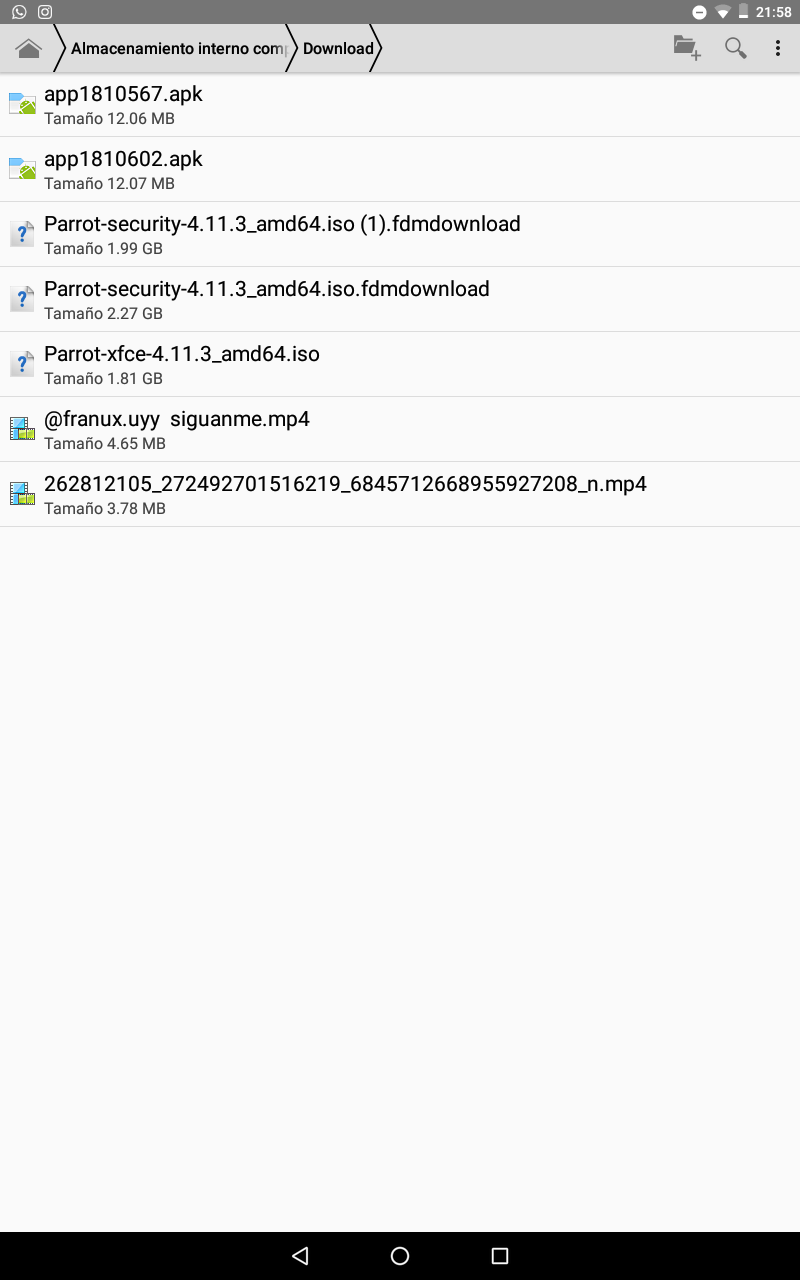 21:58
Almacenamiento interno com
Download
app1810567.apk
Tamaño 12.06 MB
app1810602.apk
Tamaño 12.07 MB
Parrot-security-4.11.3_amd64.iso (1).fdmdownload
Tamaño 1.99 GB
Parrot-security-4.11.3_amd64.iso.fdmdownload
Tamaño 2.27 GB
Parrot-xfce-4.11.3_amd64.iso
Tamaño 1.81 GB
@franux.uyy  siguanme.mp4
Tamaño 4.65 MB
262812105_272492701516219_6845712668955927208_n.mp4
Tamaño 3.78 MB